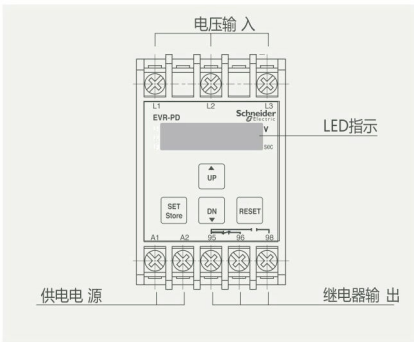 电压输入
L1 L2 L3
EVR-PD Schneider
Electric
V
LED指示
SEC
UP
SET
Store
DN
RESET
A1 A2 95 96 98
供电电源
继电器输出